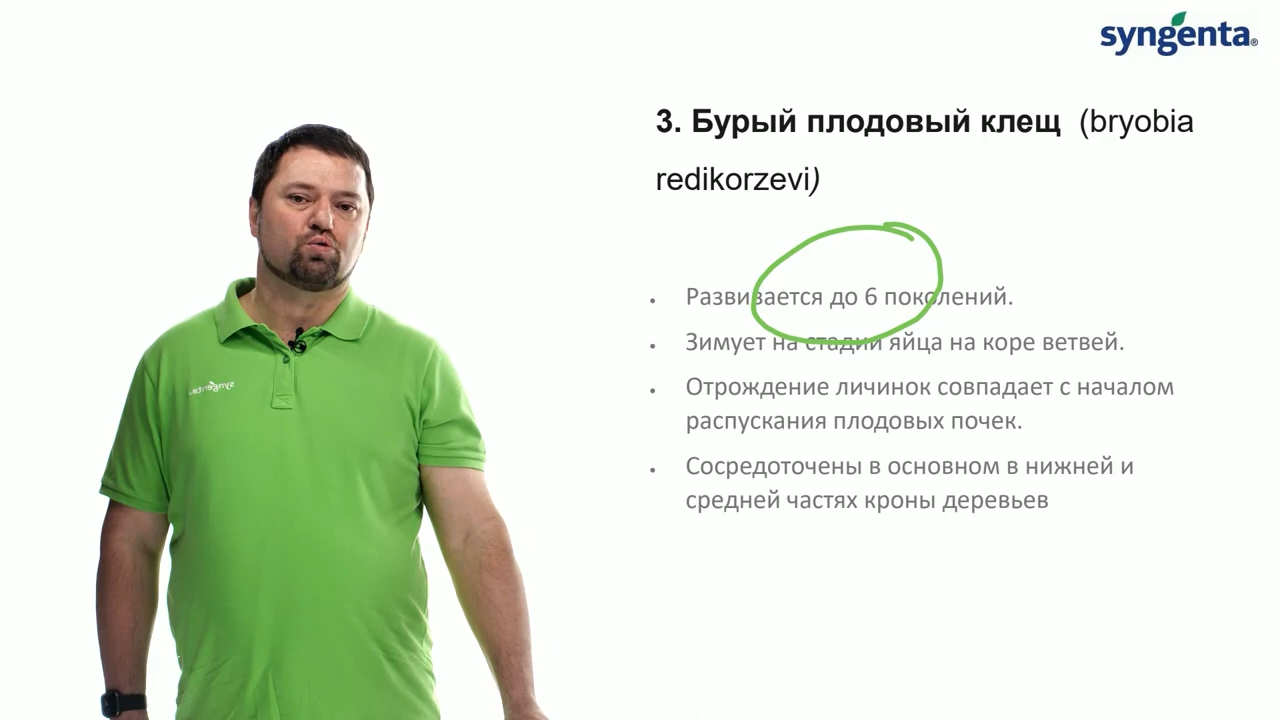 syngenta®
3. Бурый плодовый клещ (bryobia
redikorzevi)
• Развивается до 6 поколений.
• Зимует на стадии яйца на коре ветвей.
• Отрождение личинок совпадает с началом
распускания плодовых почек.
• Сосредоточены в основном в нижней и
средней частях кроны деревьев
syngenta